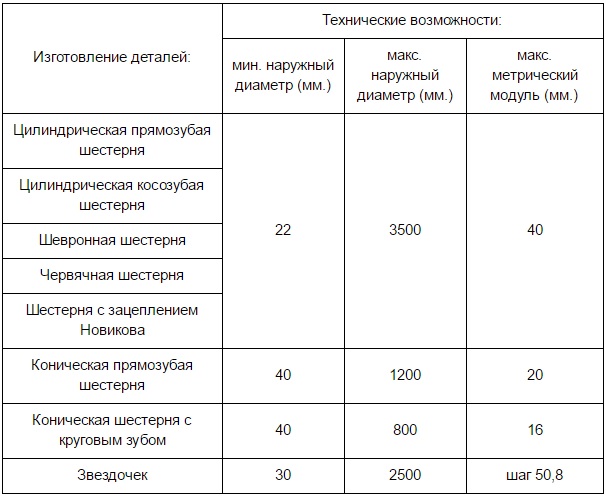 Изготовление деталей:
Технические возможности:
мин. наружный
диаметр (мм.)
макс.
наружный
диаметр (мм.)
макс.
метрический
модуль (мм.)
Цилиндрическая прямозубая
шестерня
Цилиндрическая косозубая
шестерня
Шевронная шестерня
Червячная шестерня
Шестерня с зацеплением
Новикова
22
3500
40
Коническая прямозубая
шестерня
40
1200
20
Коническая шестерня с
круговым зубом
40
800
16
Звездочек
30
2500
шаг 50,8